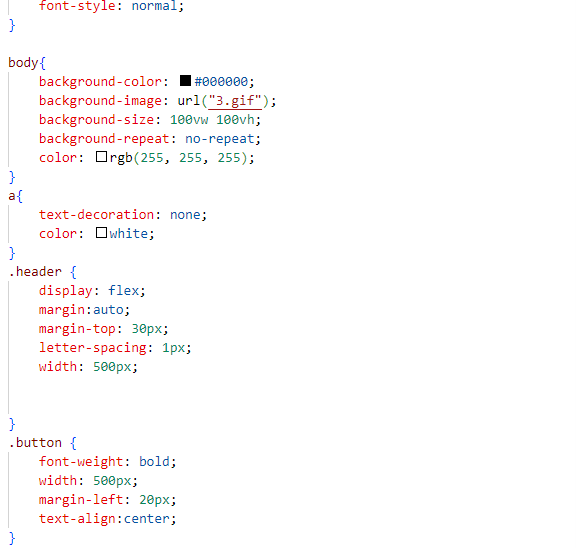 font-style: normal;
}

body{
    background-color: #000000;
    background-image: url("3.gif");
    background-size: 100vw 100vh;
    background-repeat: no-repeat;
    color: rgb(255, 255, 255);
}
a{
    text-decoration: none;
    color: white;
}
.header {
    display: flex;
    margin:auto;
    margin-top: 30px;
    letter-spacing: 1px;
    width: 500px;


}
.button {
    font-weight: bold;
    width: 500px;
    margin-left: 20px;
    text-align:center;
}